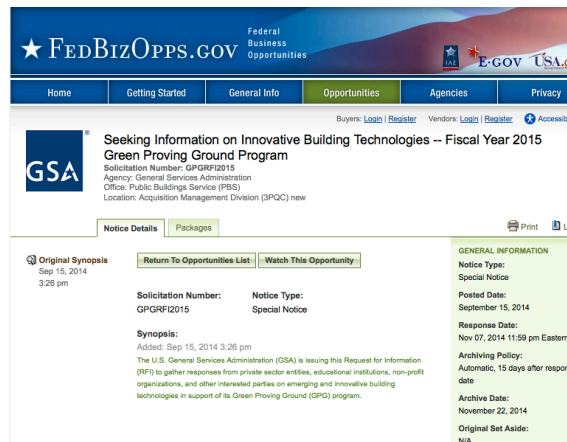 ★ FEDBIZOPPS.GOV
Federal
Business
Opportunities
IAE
E-GOV
USA.
Home Getting Started General Info Opportunities Agencies Privacy
Buyers: Login | Register Vendors: Login | Register Accessib
GSA
®
Seeking Information on Innovative Building Technologies -- Fiscal Year 2015
Green Proving Ground Program
Solicitation Number: GPGRFI2015
Agency: General Services Administration
Office: Public Buildings Service (PBS)
Location: Acquisition Management Division (3PQC) new
Notice Details Packages
Print L
Original Synopsis
Sep 15, 2014
3:26 pm
Return To Opportunities List Watch This Opportunity
Solicitation Number: Notice Type:
GPGRFI2015 Special Notice
Synopsis:
Added: Sep 15, 2014 3:26 pm
The U.S. General Services Administration (GSA) is issuing this Request for Information
(RFI) to gather responses from private sector entities, educational institutions, non-profit
organizations, and other interested parties on emerging and innovative building
technologies in support of its Green Proving Ground (GPG) program.
GENERAL INFORMATION
Notice Type:
Special Notice
Posted Date:
September 15, 2014
Response Date:
Nov 07, 2014 11:59 pm Eastern
Archiving Policy:
Automatic, 15 days after respon
date
Archive Date:
November 22, 2014
Original Set Aside:
N/A